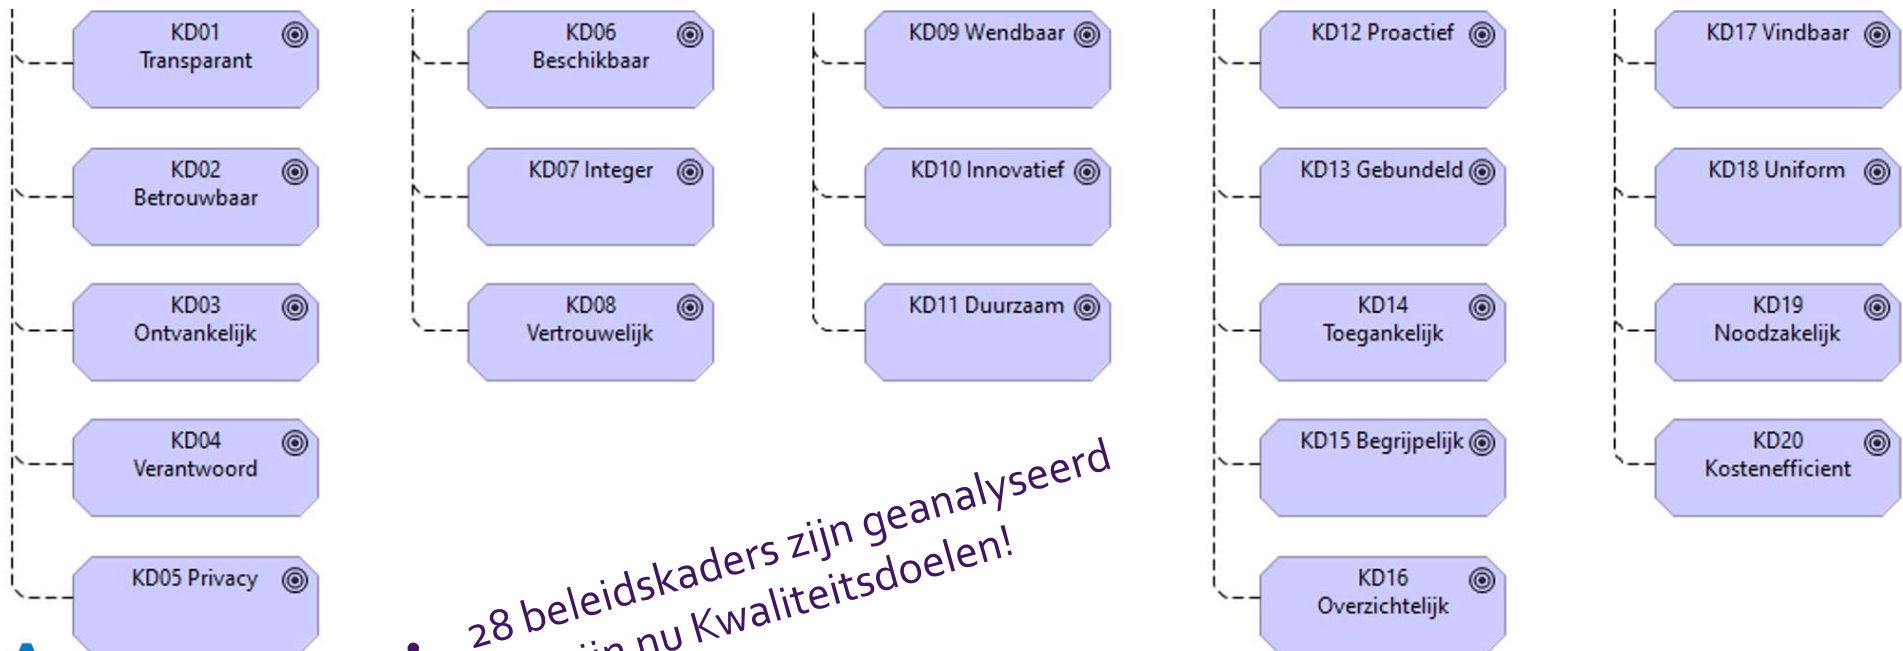 KD01
Transparant
KD02
Betrouwbaar
KD03
Ontvankelijk
KD04
Verantwoord
KD05 Privacy
KD06
Beschikbaar
KD07 Integer
KD08
Vertrouwelijk
KD09 Wendbaar
KD10 Innovatief
KD11 Duurzaam
KD12 Proactief
KD13 Gebundeld
KD14
Toegankelijk
KD15 Begrijpelijk
KD16
Overzichtelijk
KD17 Vindbaar
KD18 Uniform
KD19
Noodzakelijk
KD20
Kostenefficient
• 28 beleidskaders zijn geanalyseerd
nu Kwaliteitsdoelen!